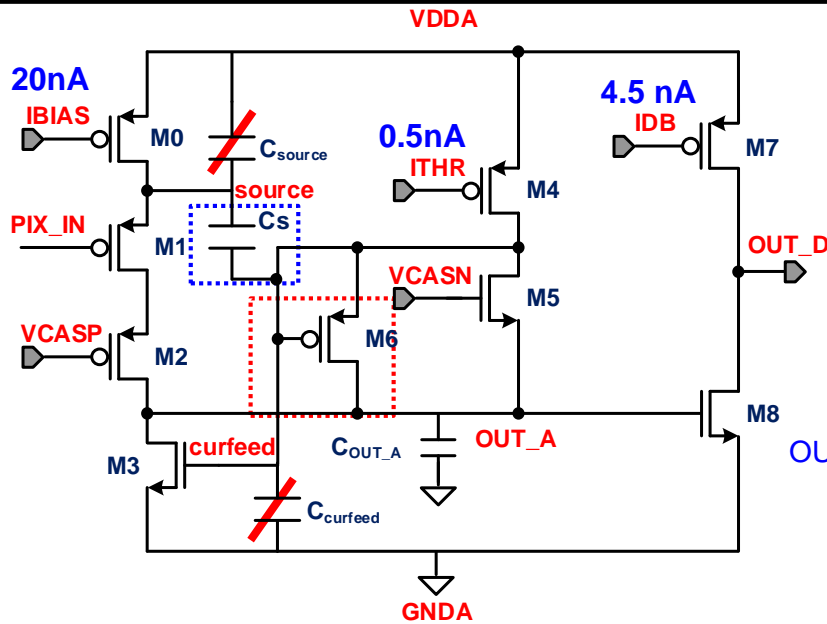 VDDA
20nA
IBIAS
M0
Csource
source
0.5nA
ITHR
M4
4.5 nA
IDB
M7
PIX_IN
M1
Cs
VCASN
M5
OUT_D
VCASP
M2
M6
M3
curfeed
COUT_A
OUT_A
M8
OU
Ccurfeed
GNDA